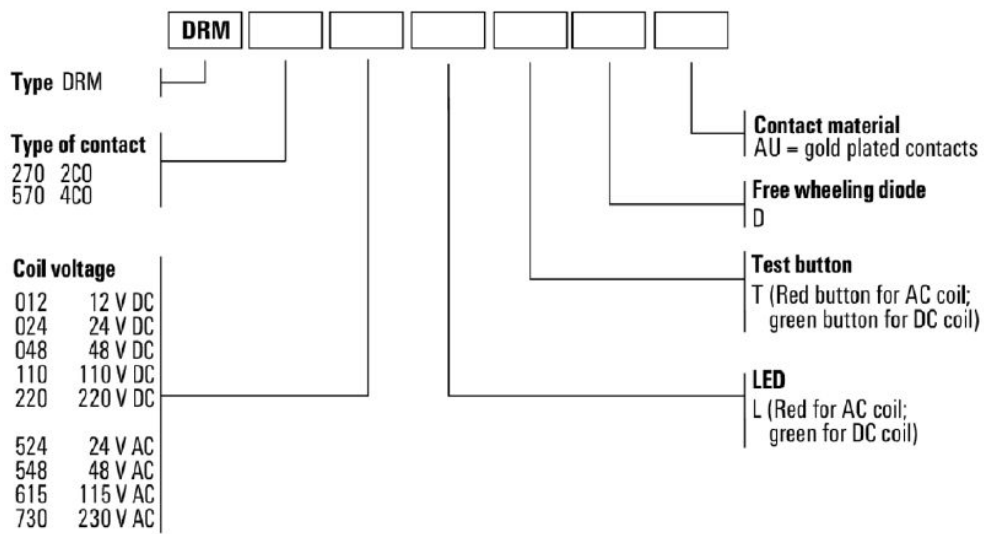 DRM
Type DRM
Type of contact
270 2CO
570 4CO
Coil voltage
012 12 V DC
024 24 V DC
048 48 V DC
110 110 V DC
220 220 V DC
524 24 V AC
548 48 V AC
615 115 V AC
730 230 V AC
Contact material
AU = gold plated contacts
Free wheeling diode
D
Test button
T (Red button for AC coil;
green button for DC coil)
LED
L (Red for AC coil;
green for DC coil)